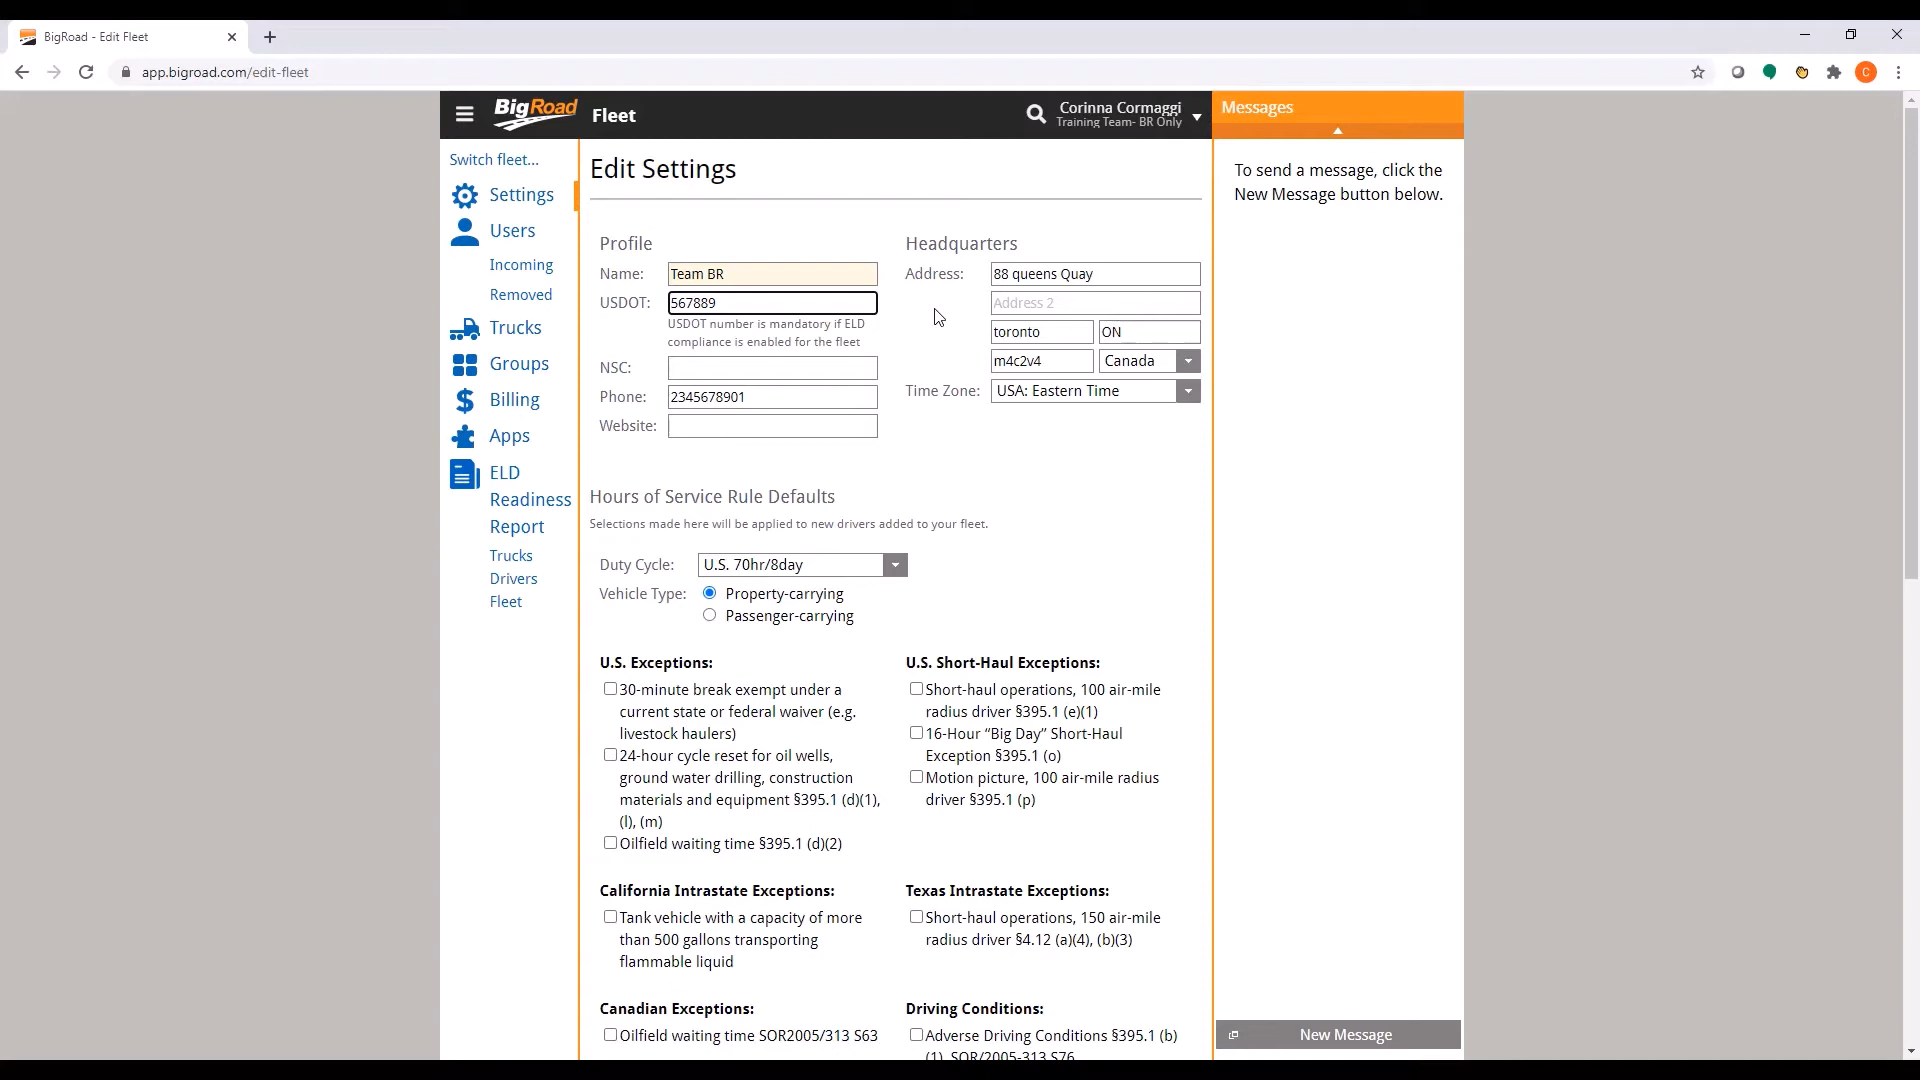 BigRoad - Edit Fleet
app.bigroad.com/edit-fleet
C
BigRoad
Fleet
Corinna Cormaggi
Training Team- BR Only
Messages
Switch fleet...
Settings
Users
Incoming
Removed
Trucks
Groups
Billing
Apps
ELD
Readiness
Report
Trucks
Drivers
Fleet
Edit Settings
Profile
Name:
Team BR
USDOT:
567889
USDOT number is mandatory if ELD
compliance is enabled for the fleet
NSC:
Phone:
2345678901
Website:
Headquarters
Address:
88 queens Quay
Address 2
toronto
ON
m4c2v4
Canada
Time Zone:
USA: Eastern Time
Hours of Service Rule Defaults
Selections made here will be applied to new drivers added to your fleet.
Duty Cycle:
U.S. 70hr/8day
Vehicle Type:
Property-carrying
Passenger-carrying
U.S. Exceptions:
30-minute break exempt under a
current state or federal waiver (e.g.
livestock haulers)
24-hour cycle reset for oil wells,
ground water drilling, construction
materials and equipment §395.1 (d)(1),
(l), (m)
Oilfield waiting time §395.1 (d)(2)
U.S. Short-Haul Exceptions:
Short-haul operations, 100 air-mile
radius driver §395.1 (e)(1)
16-Hour “Big Day” Short-Haul
Exception §395.1 (o)
Motion picture, 100 air-mile radius
driver §395.1 (p)
California Intrastate Exceptions:
Tank vehicle with a capacity of more
than 500 gallons transporting
flammable liquid
Texas Intrastate Exceptions:
Short-haul operations, 150 air-mile
radius driver §4.12 (a)(4), (b)(3)
Canadian Exceptions:
Oilfield waiting time SOR2005/313 S63
Driving Conditions:
Adverse Driving Conditions §395.1 (b)
(1), SOR/2005-313 S76
To send a message, click the
New Message button below.
New Message